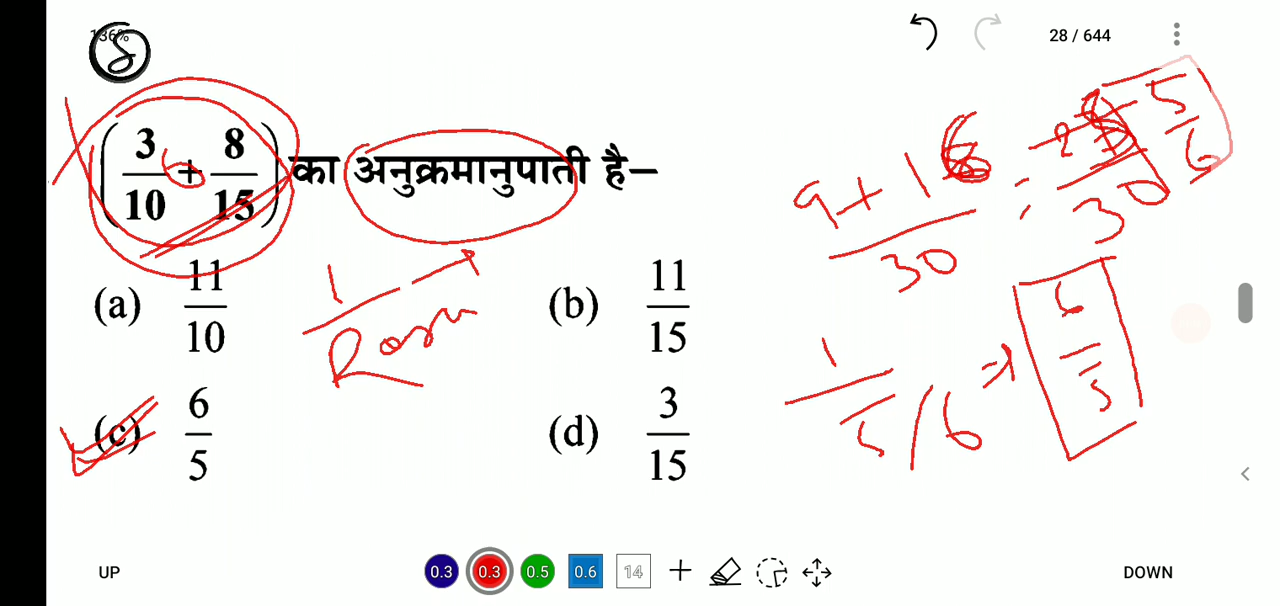 136%
8
28 / 644
(3/10 + 8/15) का अनुक्रमानुपाती है–
9 + 16 / 30 = 25 / 30 5/6
(a) 11/10
(b) 11/15
1
1 / 5/6 ⇒ 6/5
(c) 6/5
(d) 3/15
UP
0.3 0.3 0.5 0.6 14
DOWN